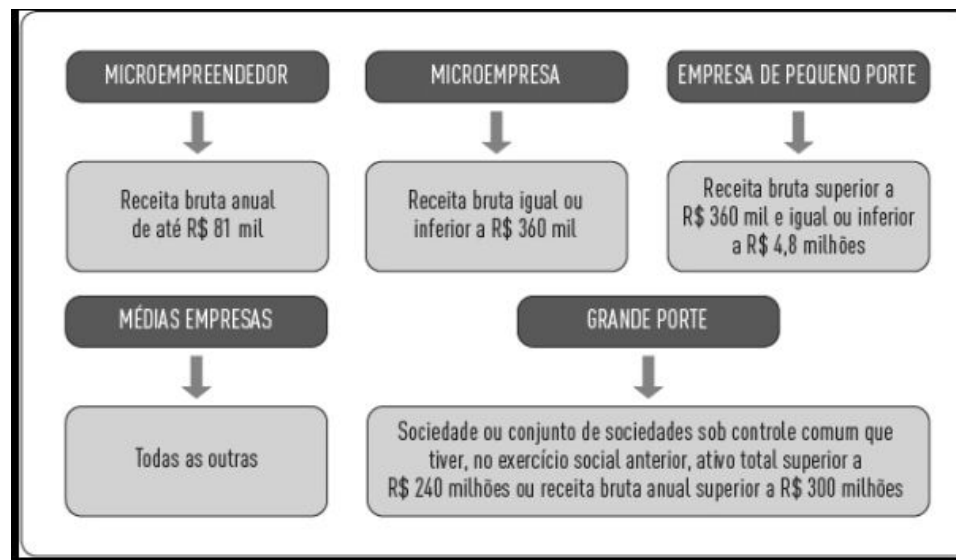 MICROEMPREENDEDOR
MICROEMPRESA
EMPRESA DE PEQUENO PORTE
Receita bruta anual
de até R$ 81 mil
Receita bruta igual ou
inferior a R$ 360 mil
Receita bruta superior a
R$ 360 mil e igual ou inferior
a R$ 4,8 milhões
MÉDIAS EMPRESAS
GRANDE PORTE
Todas as outras
Sociedade ou conjunto de sociedades sob controle comum que
tiver, no exercício social anterior, ativo total superior a
R$ 240 milhões ou receita bruta anual superior a R$ 300 milhões